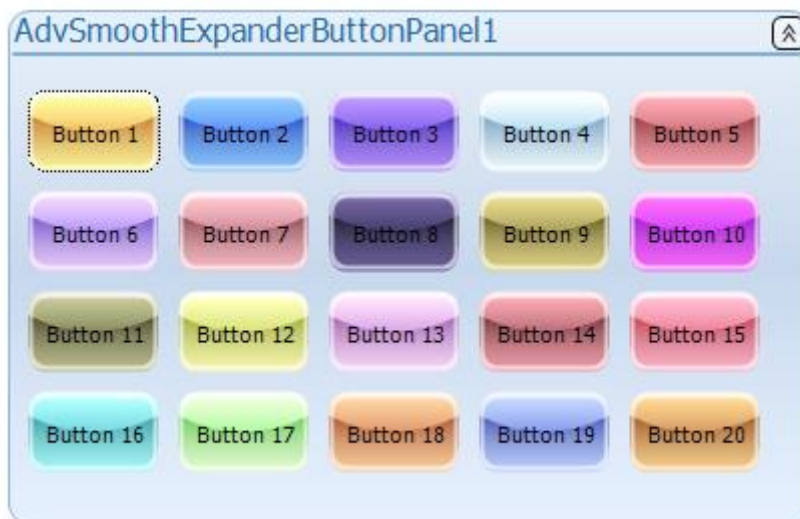 AdvSmoothExpanderButtonPanel1
Button 1 Button 2 Button 3 Button 4 Button 5
Button 6 Button 7 Button 8 Button 9 Button 10
Button 11 Button 12 Button 13 Button 14 Button 15
Button 16 Button 17 Button 18 Button 19 Button 20